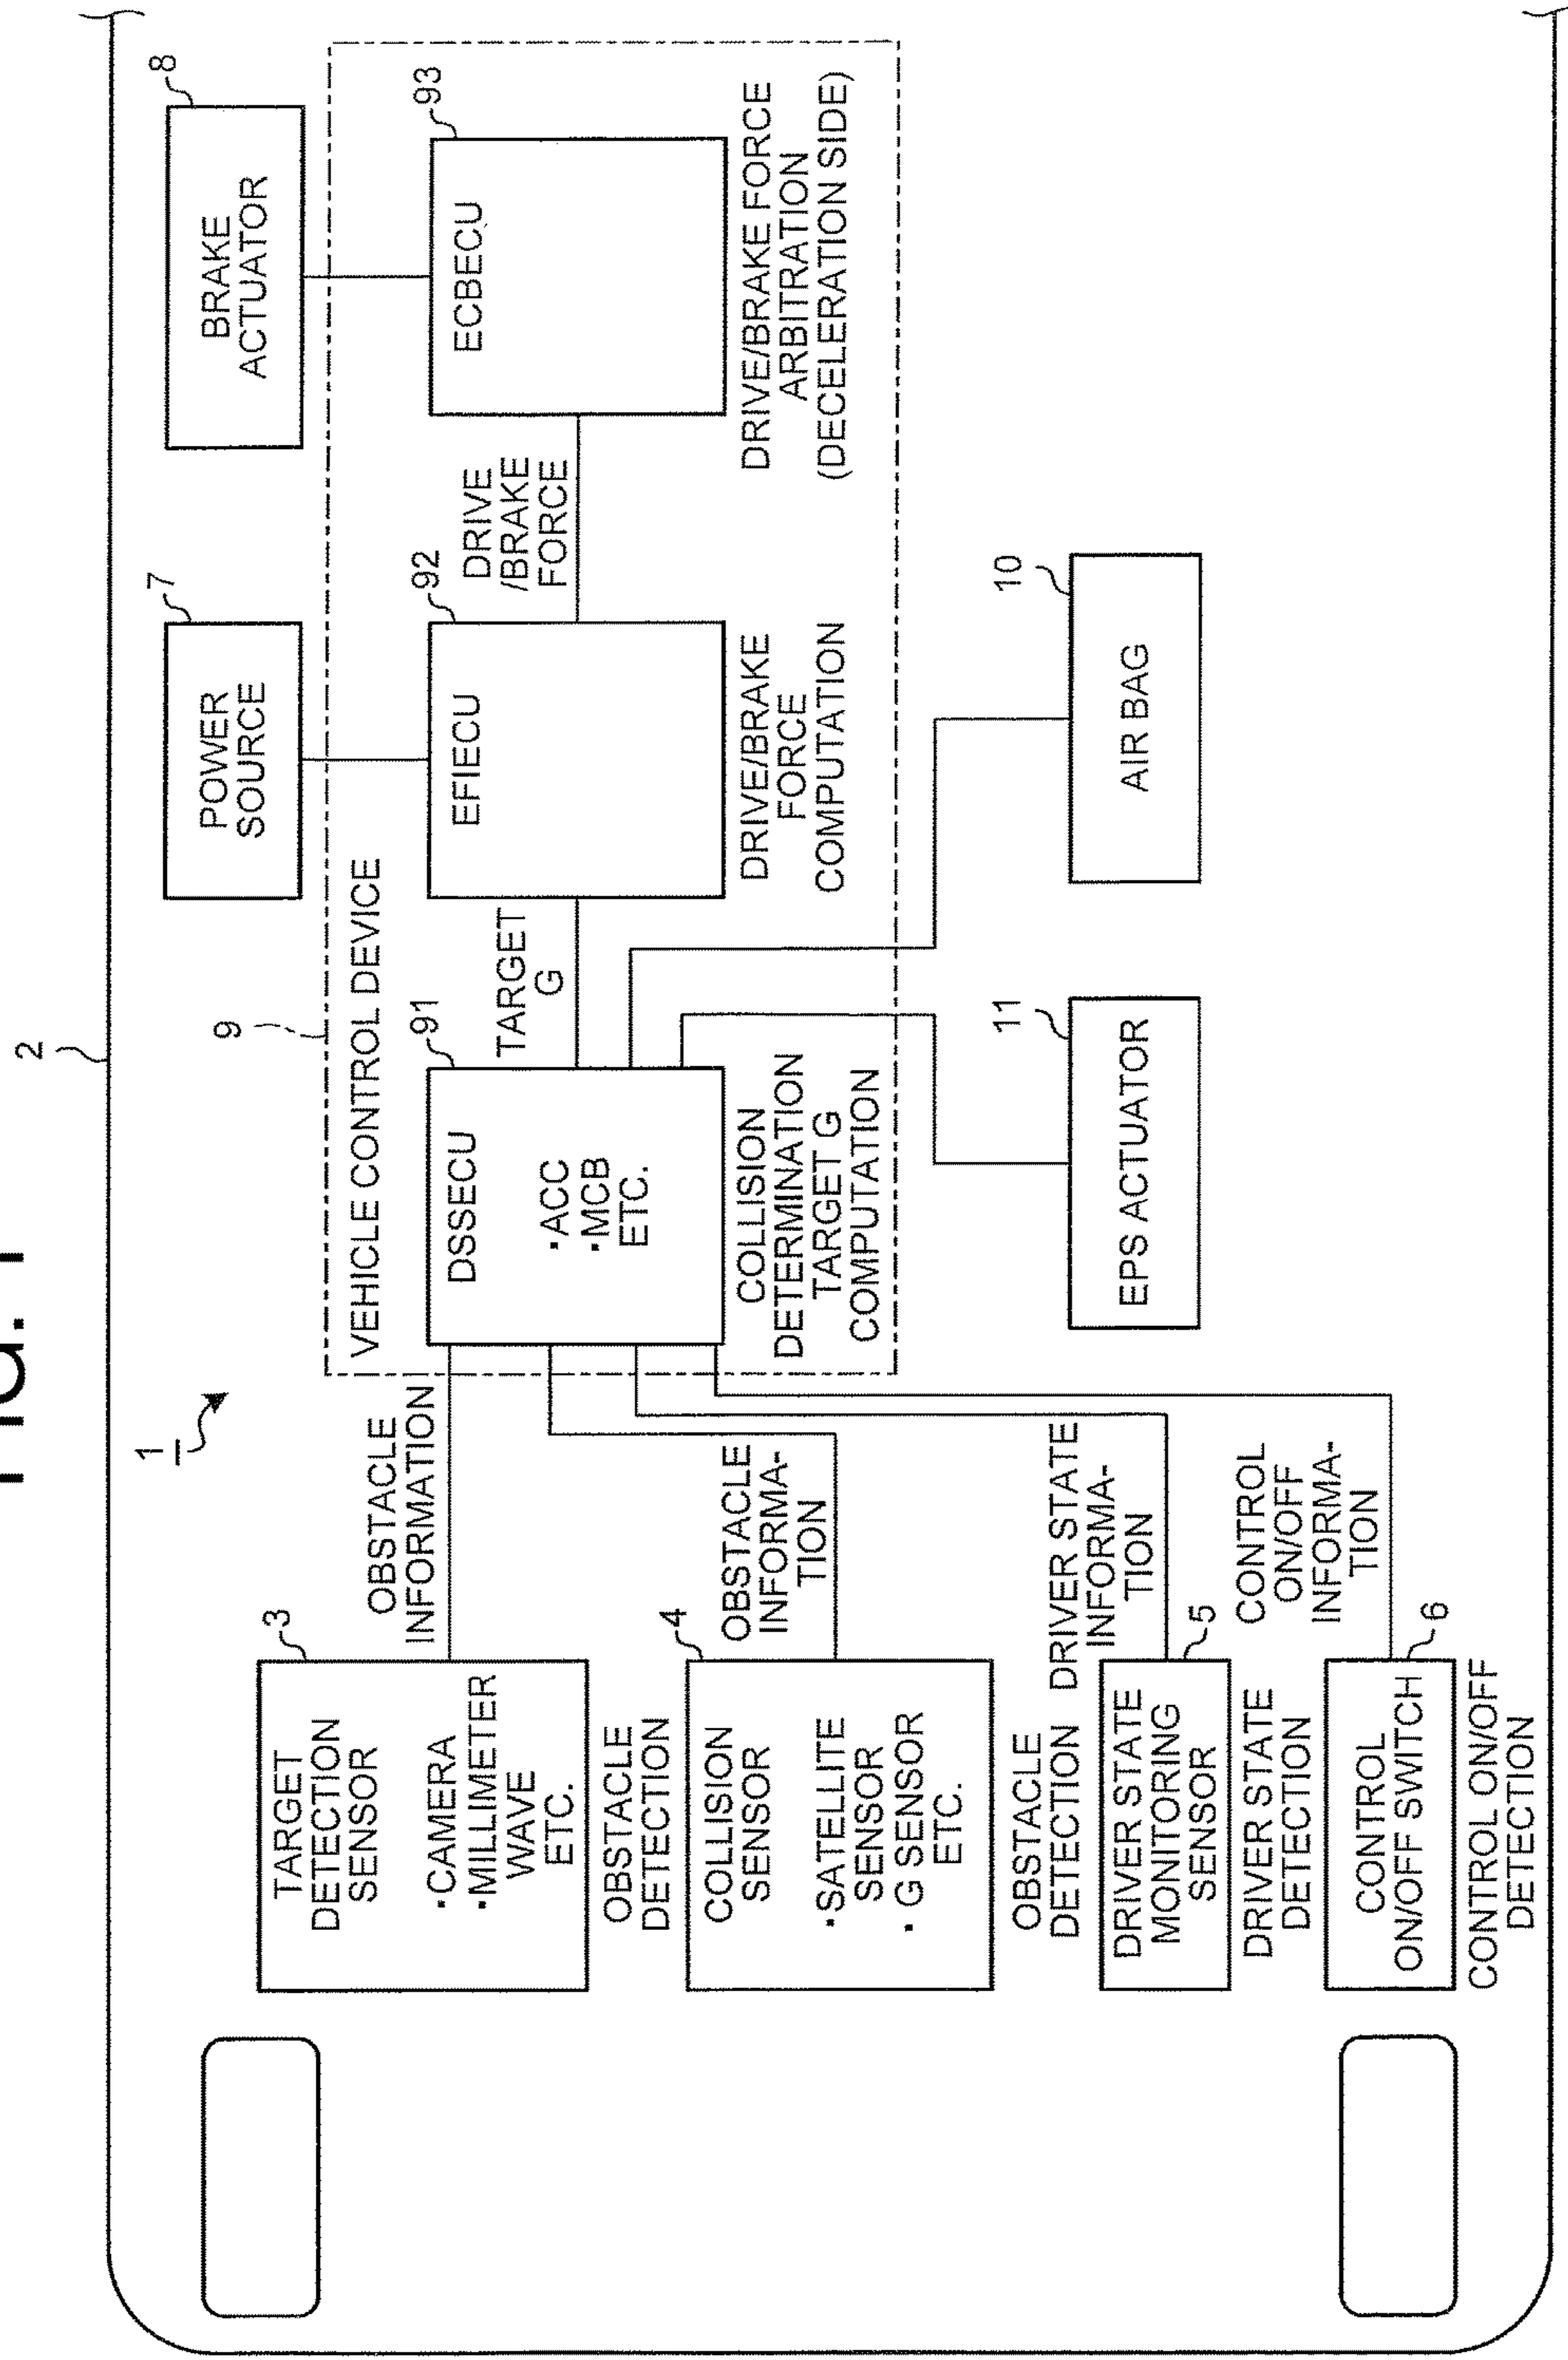 FIG. 1
2
1
9
VEHICLE CONTROL DEVICE
7
POWER
SOURCE
8
BRAKE
ACTUATOR
3
TARGET
DETECTION
SENSOR
·CAMERA
·MILLIMETER
WAVE
ETC.
OBSTACLE
DETECTION
OBSTACLE
INFORMATION
91
DSSECU
·ACC
·MCB
ETC.
COLLISION
DETERMINATION
TARGET G
COMPUTATION
TARGET
G
92
EFIECU
DRIVE/BRAKE
FORCE
COMPUTATION
DRIVE
/BRAKE
FORCE
93
ECBECU
DRIVE/BRAKE FORCE
ARBITRATION
(DECELERATION SIDE)
4
COLLISION
SENSOR
·SATELLITE
SENSOR
· G SENSOR
ETC.
OBSTACLE
DETECTION
OBSTACLE
INFORMA-
TION
5
DRIVER STATE
MONITORING
SENSOR
DRIVER STATE
DETECTION
DRIVER STATE
INFORMA-
TION
6
CONTROL
ON/OFF SWITCH
CONTROL ON/OFF
DETECTION
CONTROL
ON/OFF
INFORMA-
TION
11
EPS ACTUATOR
10
AIR BAG